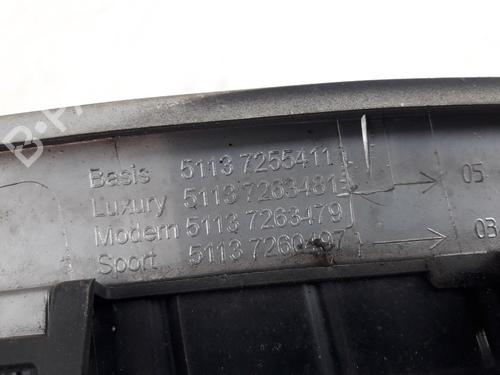 Basis 5113 7255411
Luxury 5113 7263481
Modern 5113 7263479
Sport 5113 7260497
05
03